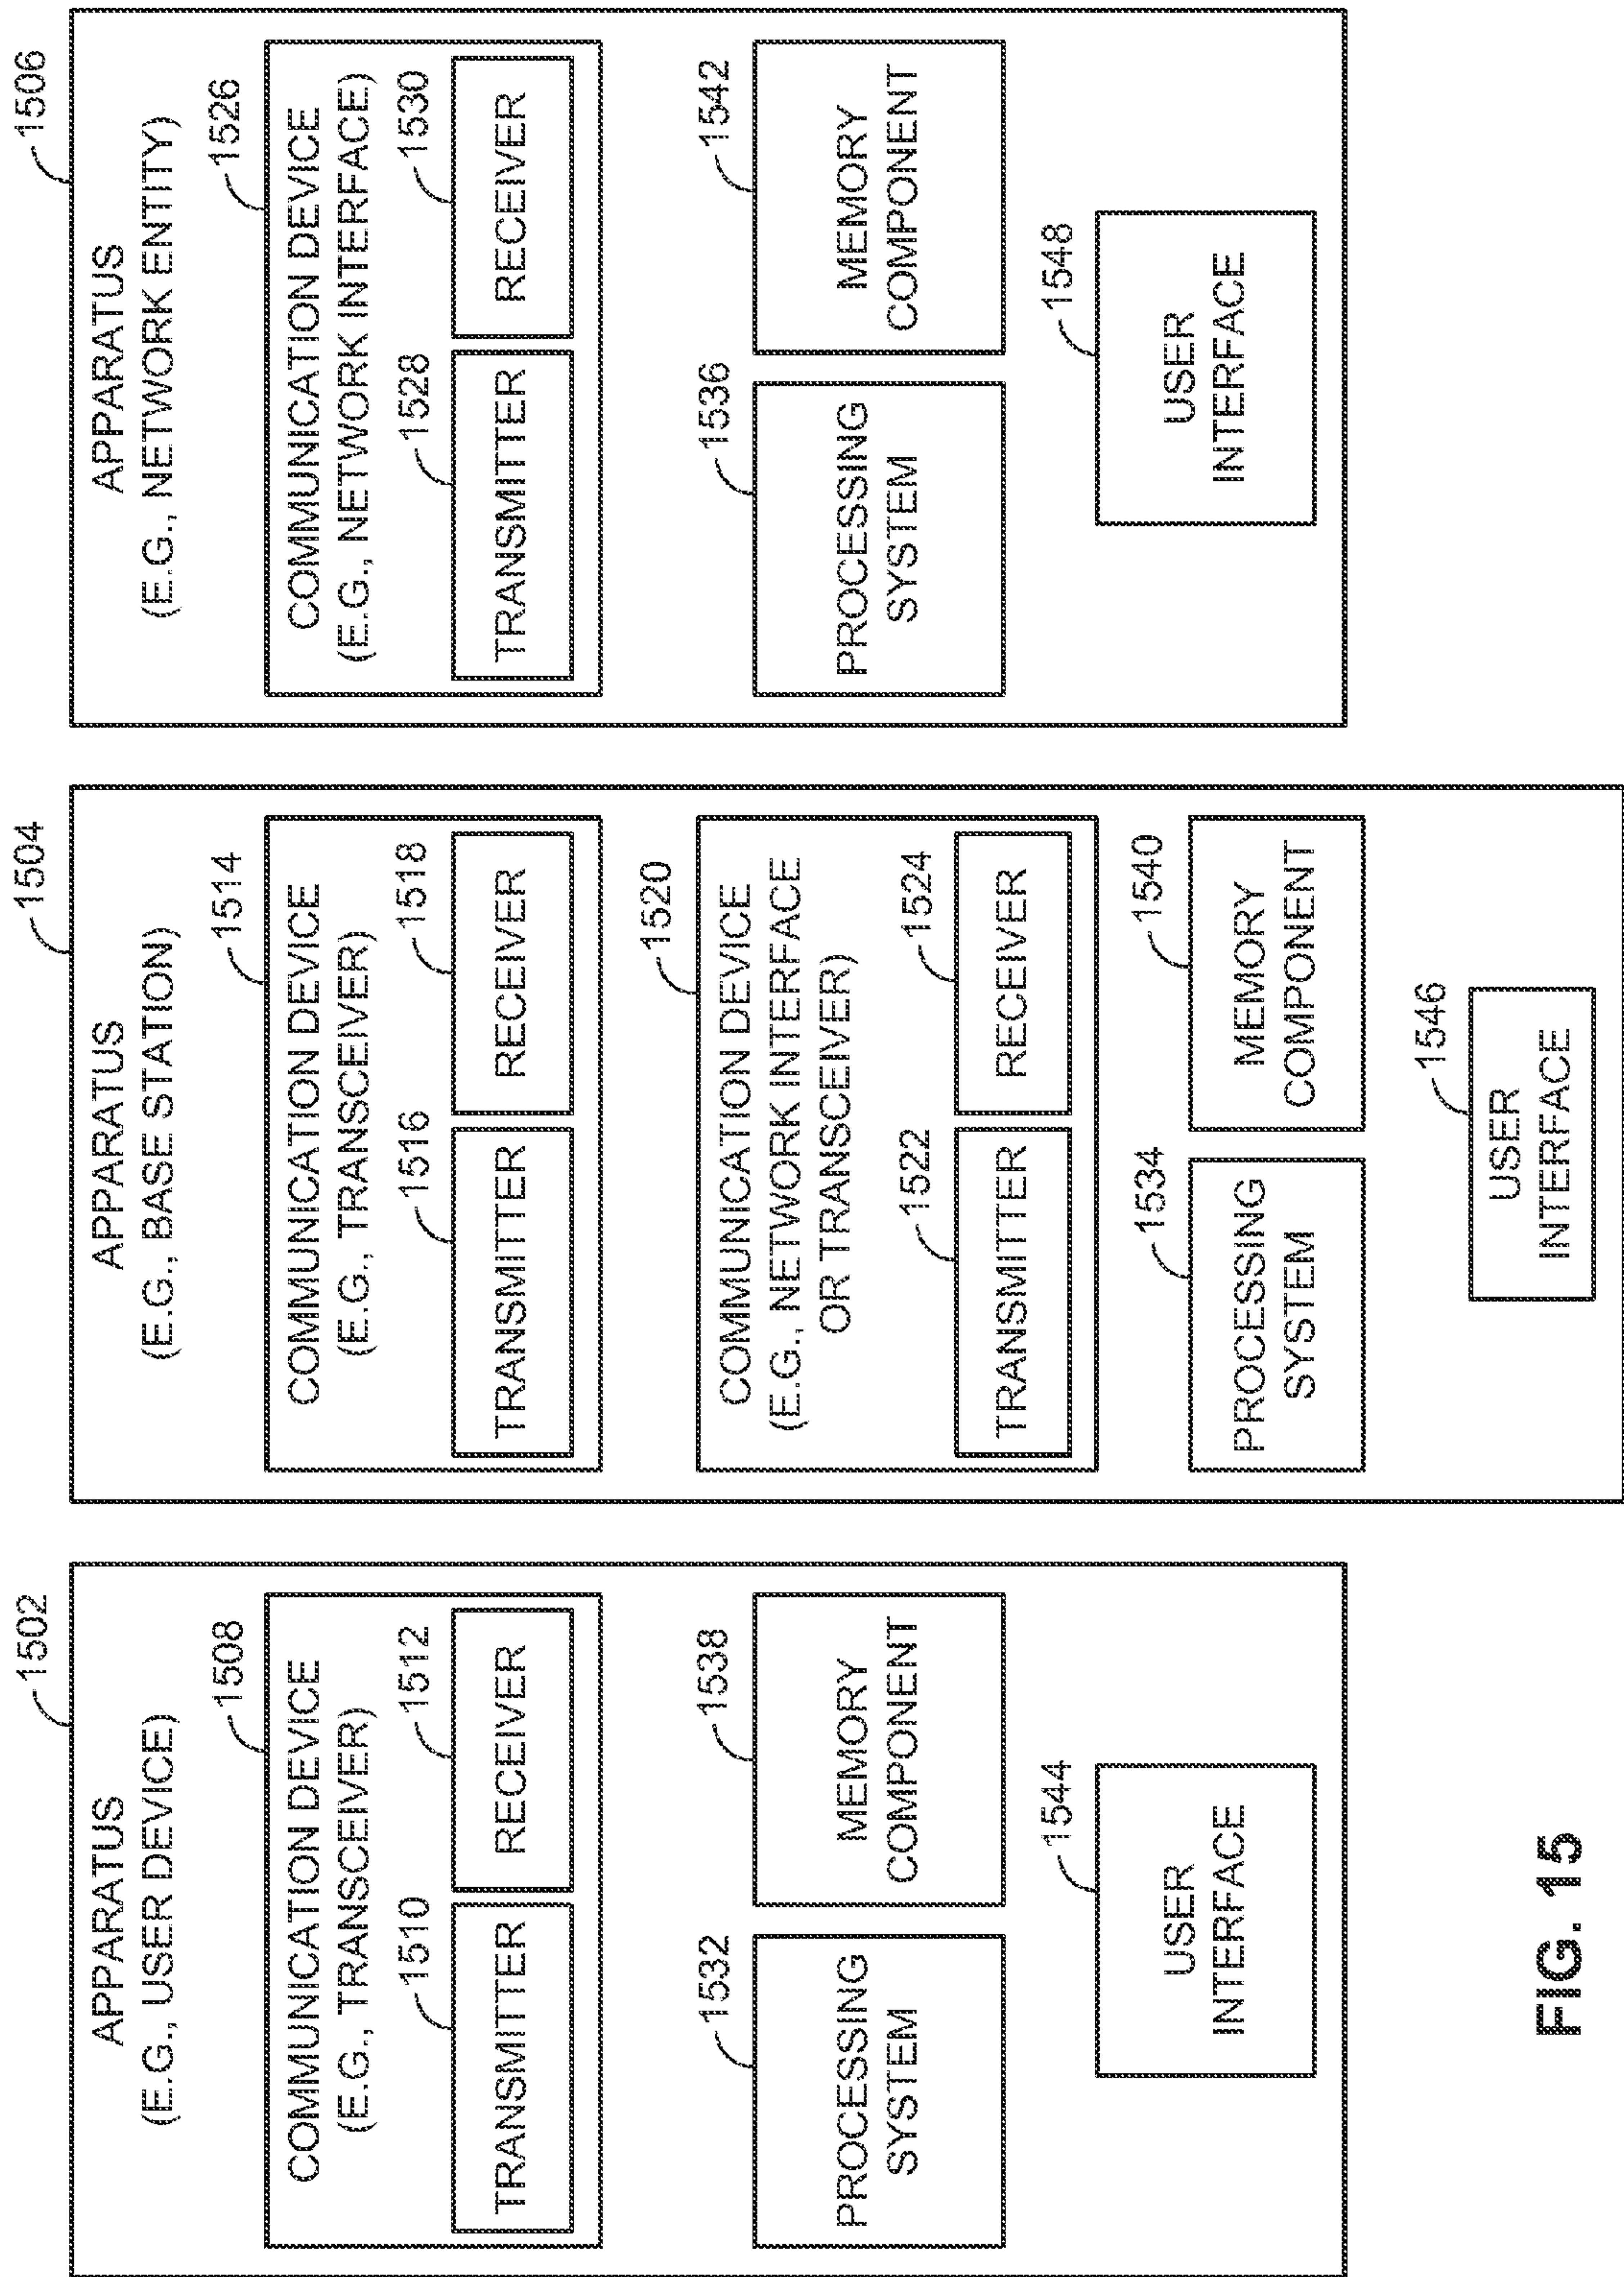 1502
APPARATUS
(E.G., USER DEVICE)
1508
COMMUNICATION DEVICE
(E.G., TRANSCEIVER)
1510
1512
TRANSMITTER
RECEIVER
1532
1538
PROCESSING
SYSTEM
MEMORY
COMPONENT
1544
USER
INTERFACE
1504
APPARATUS
(E.G., BASE STATION)
1514
COMMUNICATION DEVICE
(E.G., TRANSCEIVER)
1516
1518
TRANSMITTER
RECEIVER
1520
COMMUNICATION DEVICE
(E.G., NETWORK INTERFACE
OR TRANSCEIVER)
1522
1524
TRANSMITTER
RECEIVER
1534
1540
PROCESSING
SYSTEM
MEMORY
COMPONENT
1546
USER
INTERFACE
1506
APPARATUS
(E.G., NETWORK ENTITY)
1526
COMMUNICATION DEVICE
(E.G., NETWORK INTERFACE)
1528
1530
TRANSMITTER
RECEIVER
1536
1542
PROCESSING
SYSTEM
MEMORY
COMPONENT
1548
USER
INTERFACE
FIG. 15